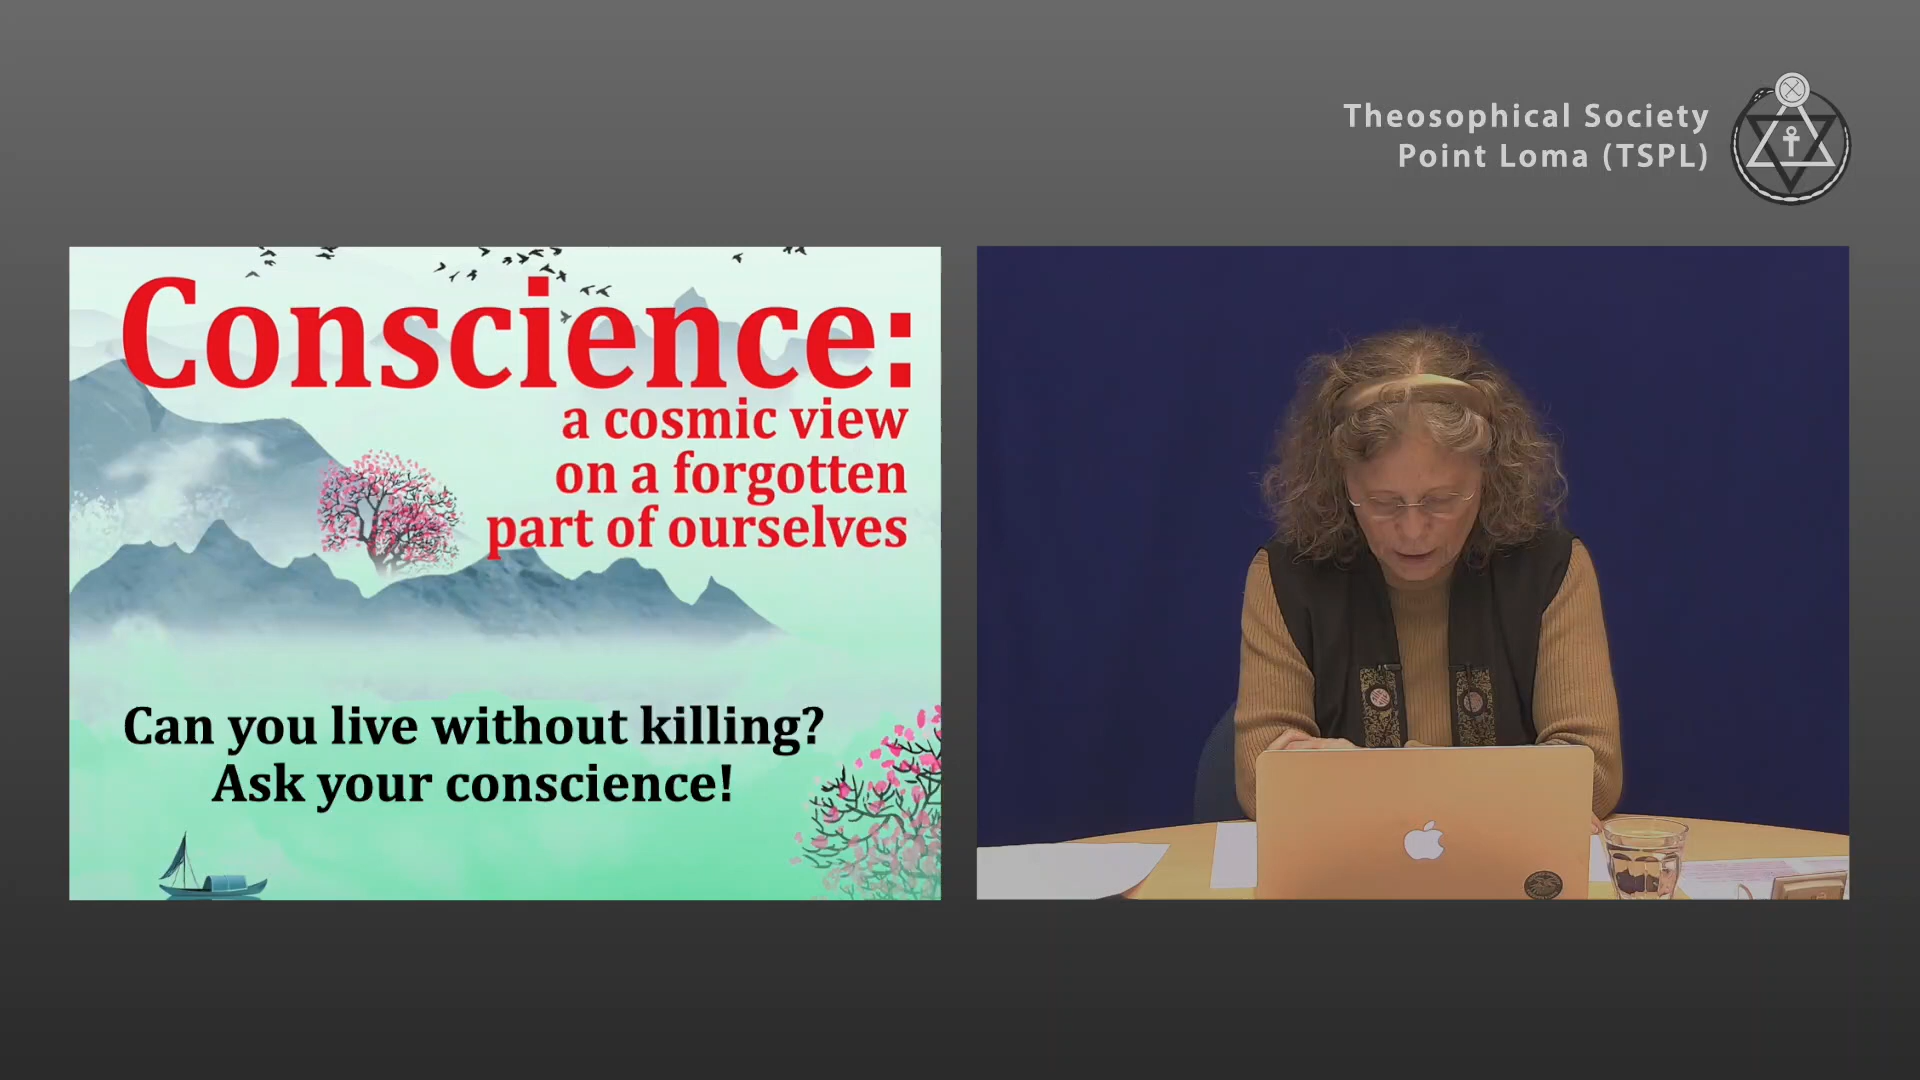 Theosophical Society
Point Loma (TSPL)
Conscience:
a cosmic view
on a forgotten
part of ourselves
Can you live without killing?
Ask your conscience!